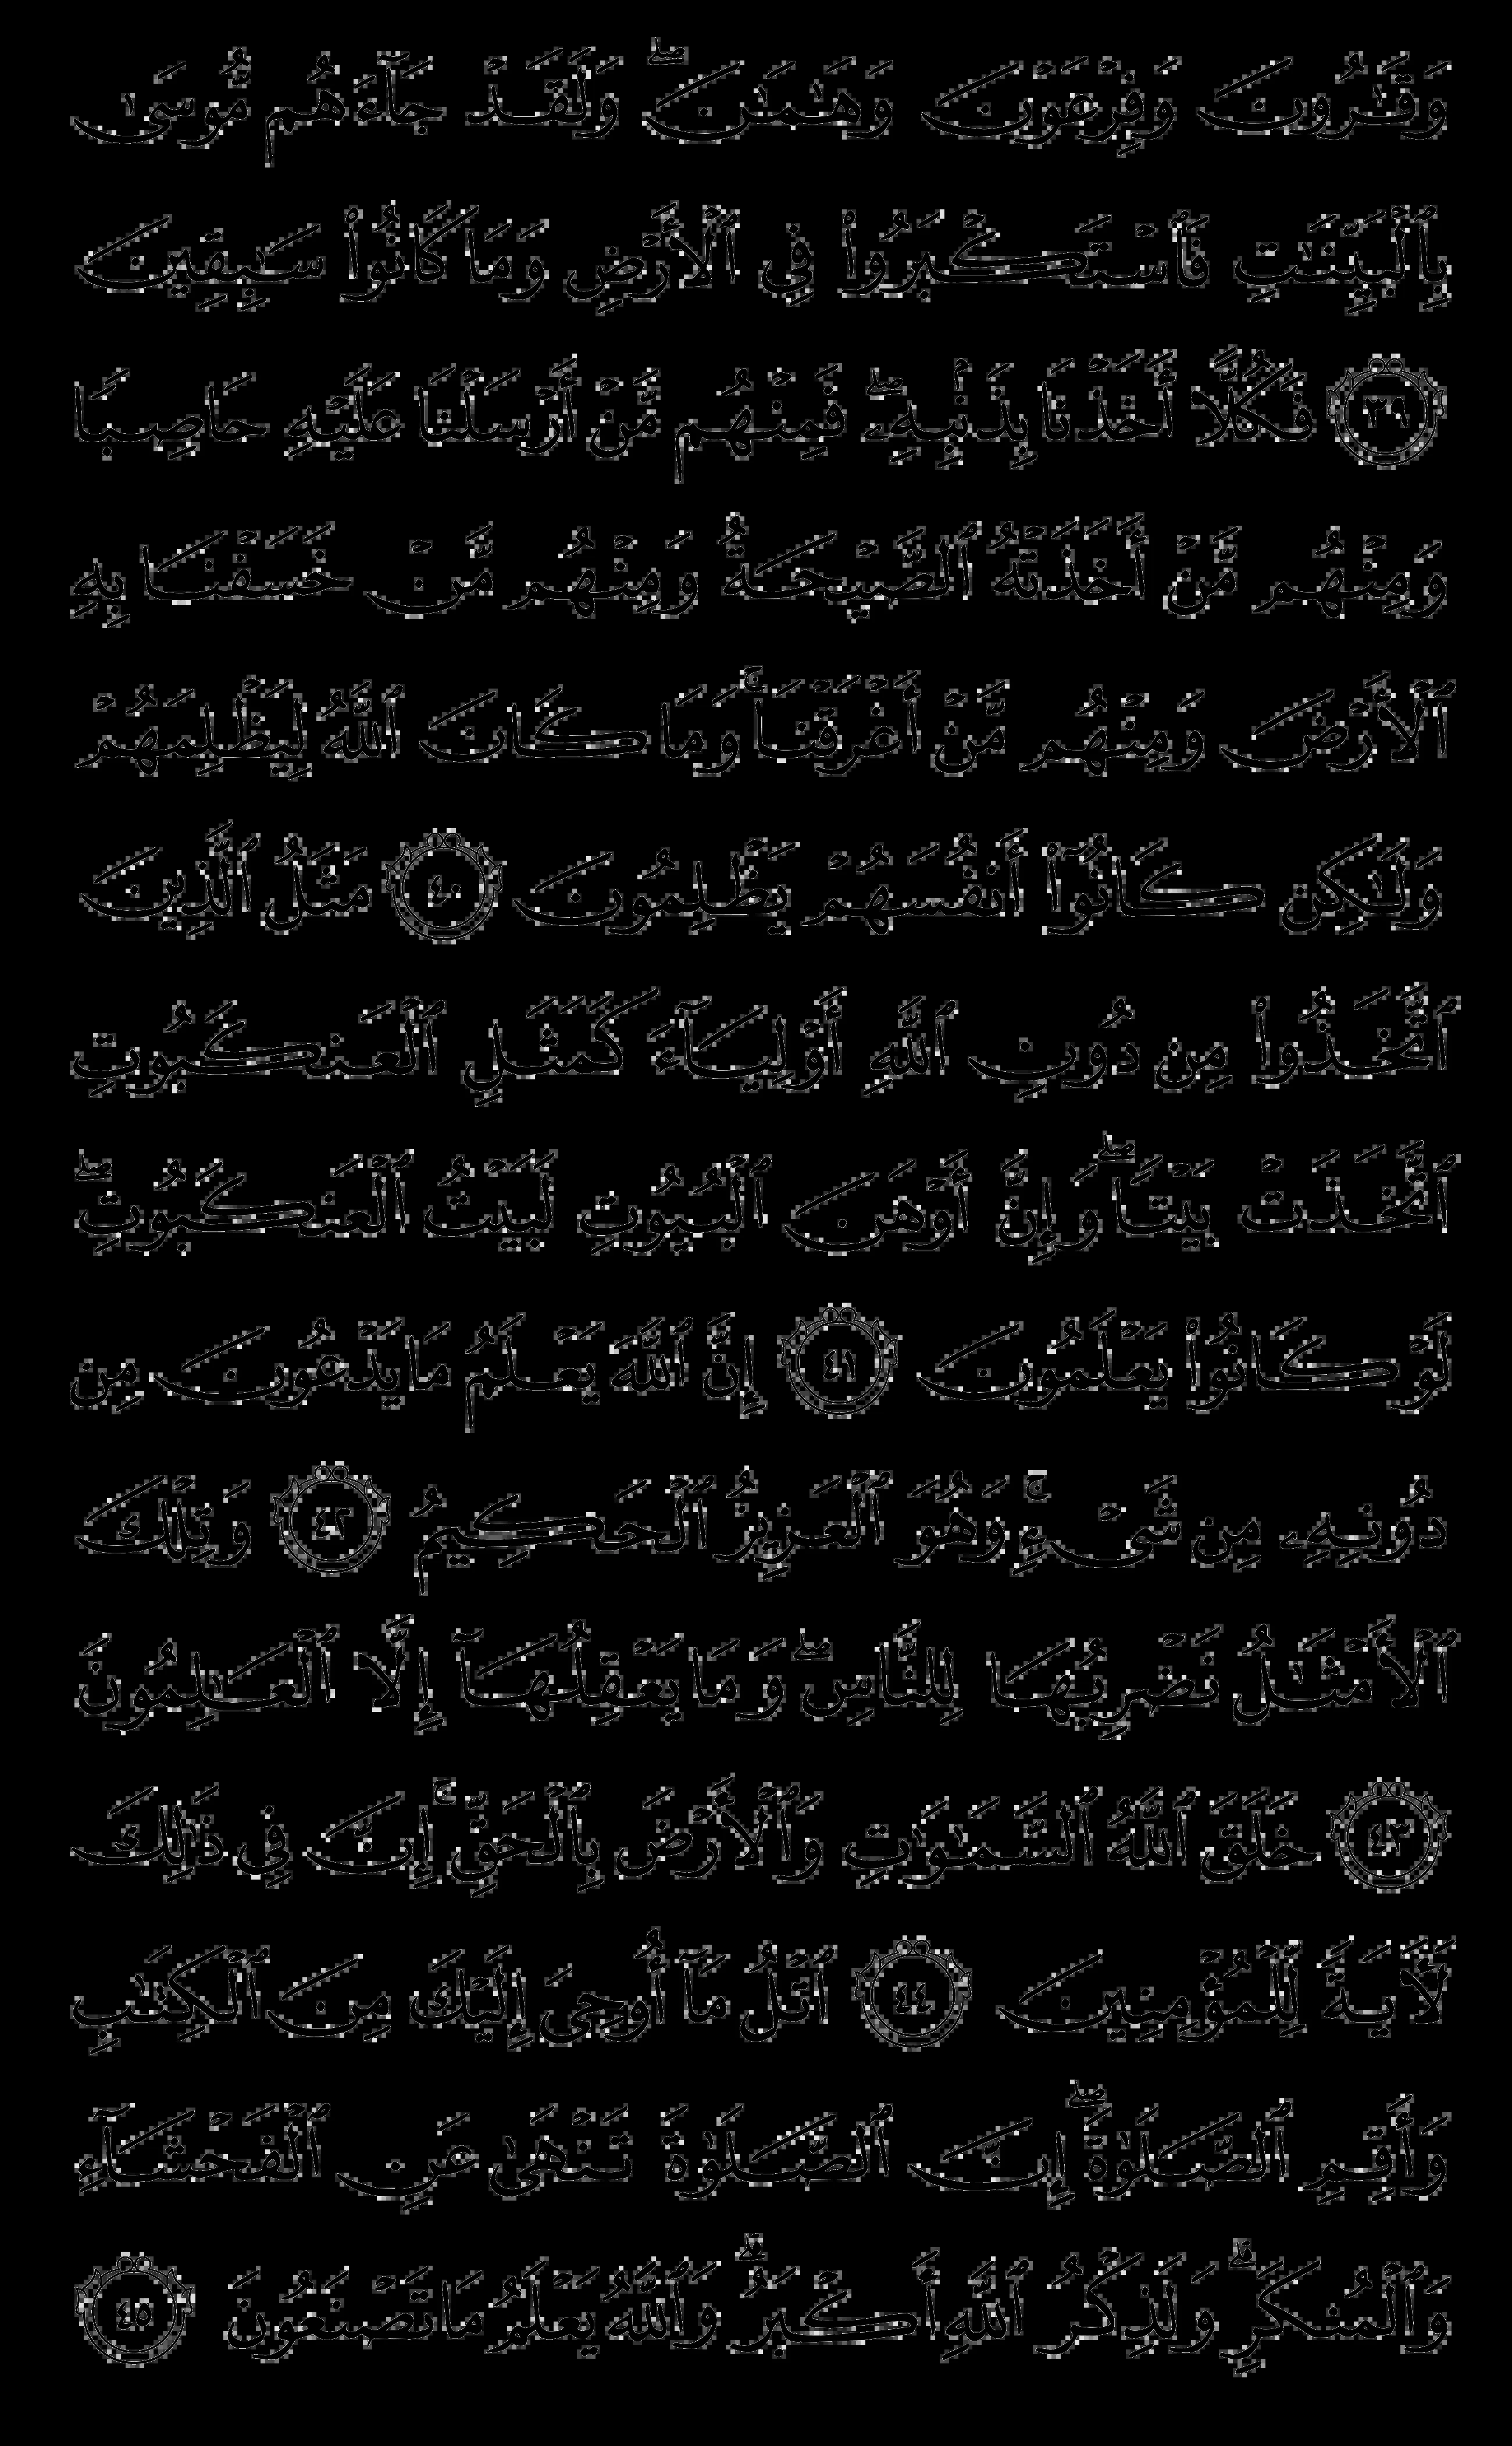 وَقَـٰرُونَ وَفِرْعَوْنَ وَهَـٰمَـٰنَ ۖ وَلَقَدْ جَآءَهُم مُّوسَىٰ
بِٱلْبَيِّنَـٰتِ فَٱسْتَكْبَرُوا۟ فِى ٱلْأَرْضِ وَمَا كَانُوا۟ سَـٰبِقِينَ
٣٩ فَكُلًّا أَخَذْنَا بِذَنۢبِهِۦ ۖ فَمِنْهُم مَّنْ أَرْسَلْنَا عَلَيْهِ حَاصِبًا
وَمِنْهُم مَّنْ أَخَذَتْهُ ٱلصَّيْحَةُ وَمِنْهُم مَّنْ خَسَفْنَا بِهِ
ٱلْأَرْضَ وَمِنْهُم مَّنْ أَغْرَقْنَا ۚ وَمَا كَانَ ٱللَّهُ لِيَظْلِمَهُمْ
وَلَـٰكِن كَانُوٓا۟ أَنفُسَهُمْ يَظْلِمُونَ ٤٠ مَثَلُ ٱلَّذِينَ
ٱتَّخَذُوا۟ مِن دُونِ ٱللَّهِ أَوْلِيَآءَ كَمَثَلِ ٱلْعَنكَبُوتِ
ٱتَّخَذَتْ بَيْتًا ۖ وَإِنَّ أَوْهَنَ ٱلْبُيُوتِ لَبَيْتُ ٱلْعَنكَبُوتِ ۖ
لَوْ كَانُوا۟ يَعْلَمُونَ ٤١ إِنَّ ٱللَّهَ يَعْلَمُ مَا يَدْعُونَ مِن
دُونِهِۦ مِن شَىْءٍ ۚ وَهُوَ ٱلْعَزِيزُ ٱلْحَكِيمُ ٤٢ وَتِلْكَ
ٱلْأَمْثَـٰلُ نَضْرِبُهَا لِلنَّاسِ ۖ وَمَا يَعْقِلُهَآ إِلَّا ٱلْعَـٰلِمُونَ
٤٣ خَلَقَ ٱللَّهُ ٱلسَّمَـٰوَٰتِ وَٱلْأَرْضَ بِٱلْحَقِّ ۚ إِنَّ فِى ذَٰلِكَ
لَـَٔايَةً لِّلْمُؤْمِنِينَ ٤٤ ٱتْلُ مَآ أُوحِىَ إِلَيْكَ مِنَ ٱلْكِتَـٰبِ
وَأَقِمِ ٱلصَّلَوٰةَ ۖ إِنَّ ٱلصَّلَوٰةَ تَنْهَىٰ عَنِ ٱلْفَحْشَآءِ
وَٱلْمُنكَرِ ۗ وَلَذِكْرُ ٱللَّهِ أَكْبَرُ ۗ وَٱللَّهُ يَعْلَمُ مَا تَصْنَعُونَ ٤٥